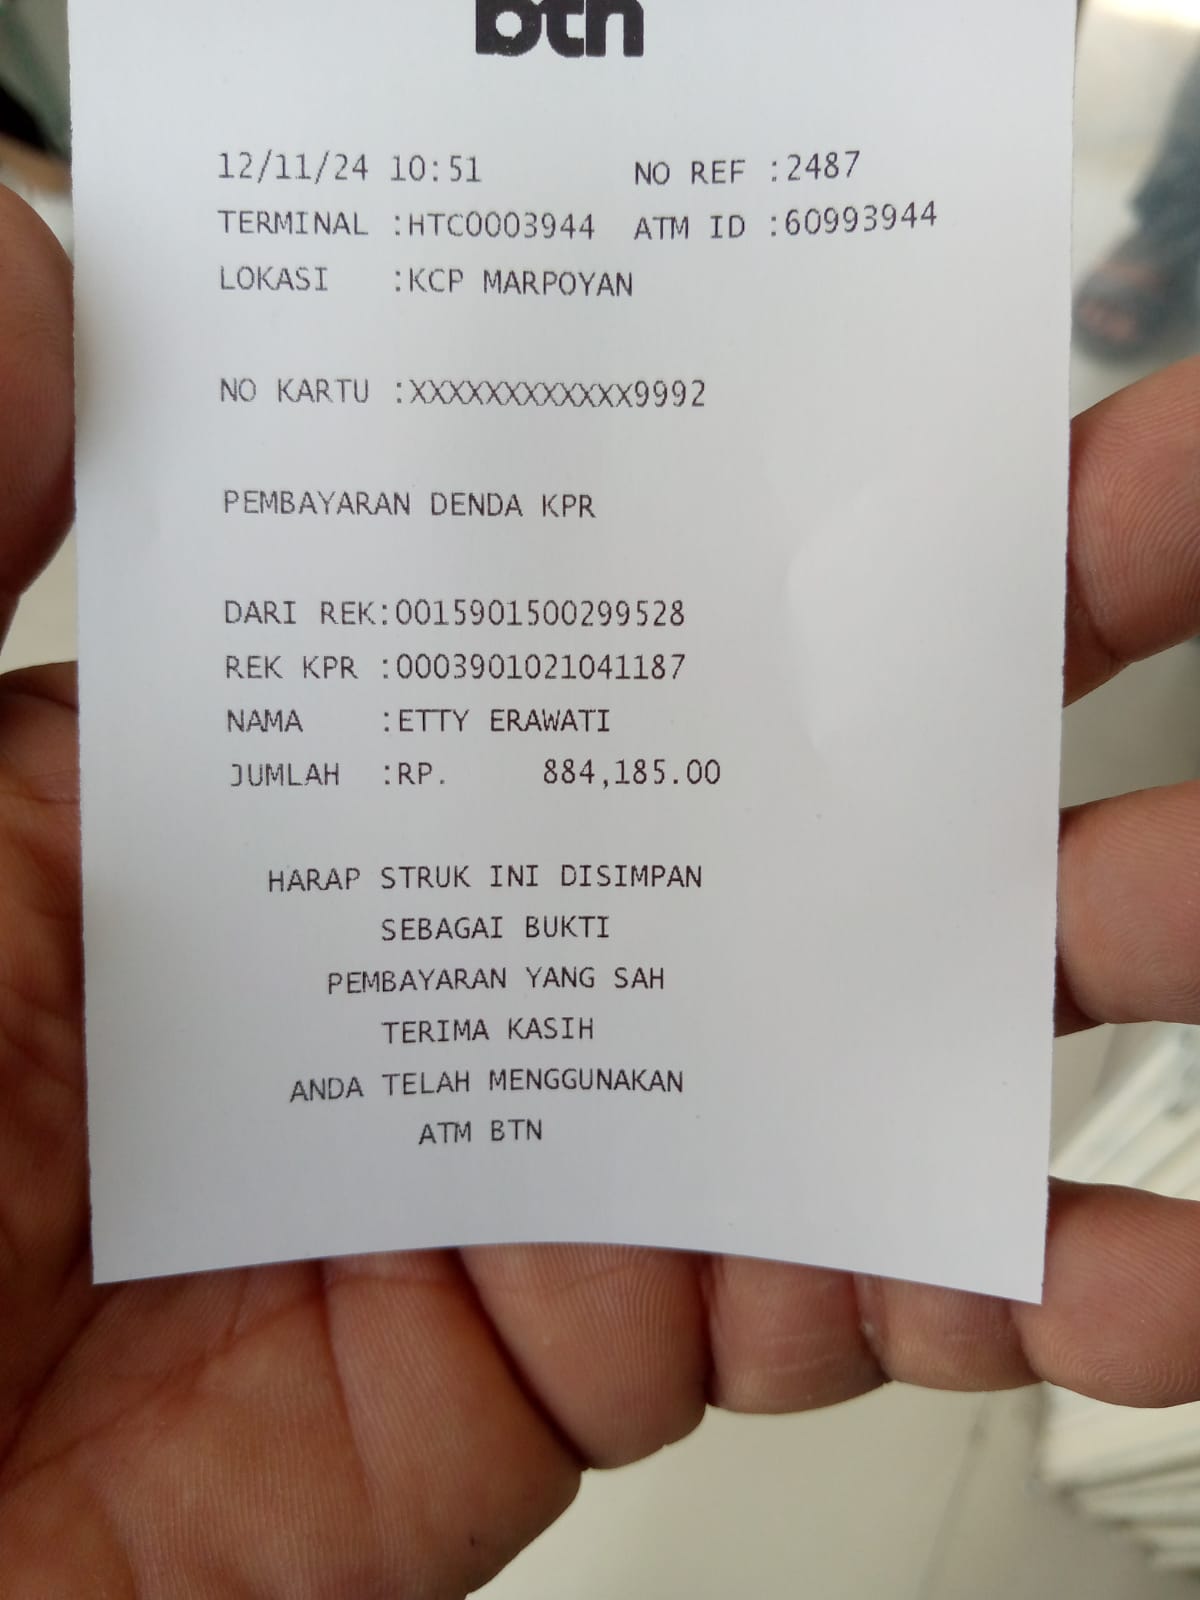 btn
12/11/24 10:51 NO REF :2487
TERMINAL :HTC0003944 ATM ID :60993944
LOKASI :KCP MARPOYAN
NO KARTU :XXXXXXXXXXXX9992
PEMBAYARAN DENDA KPR
DARI REK:0015901500299528
REK KPR :0003901021041187
NAMA :ETTY ERAWATI
JUMLAH :RP. 884,185.00
HARAP STRUK INI DISIMPAN
SEBAGAI BUKTI
PEMBAYARAN YANG SAH
TERIMA KASIH
ANDA TELAH MENGGUNAKAN
ATM BTN